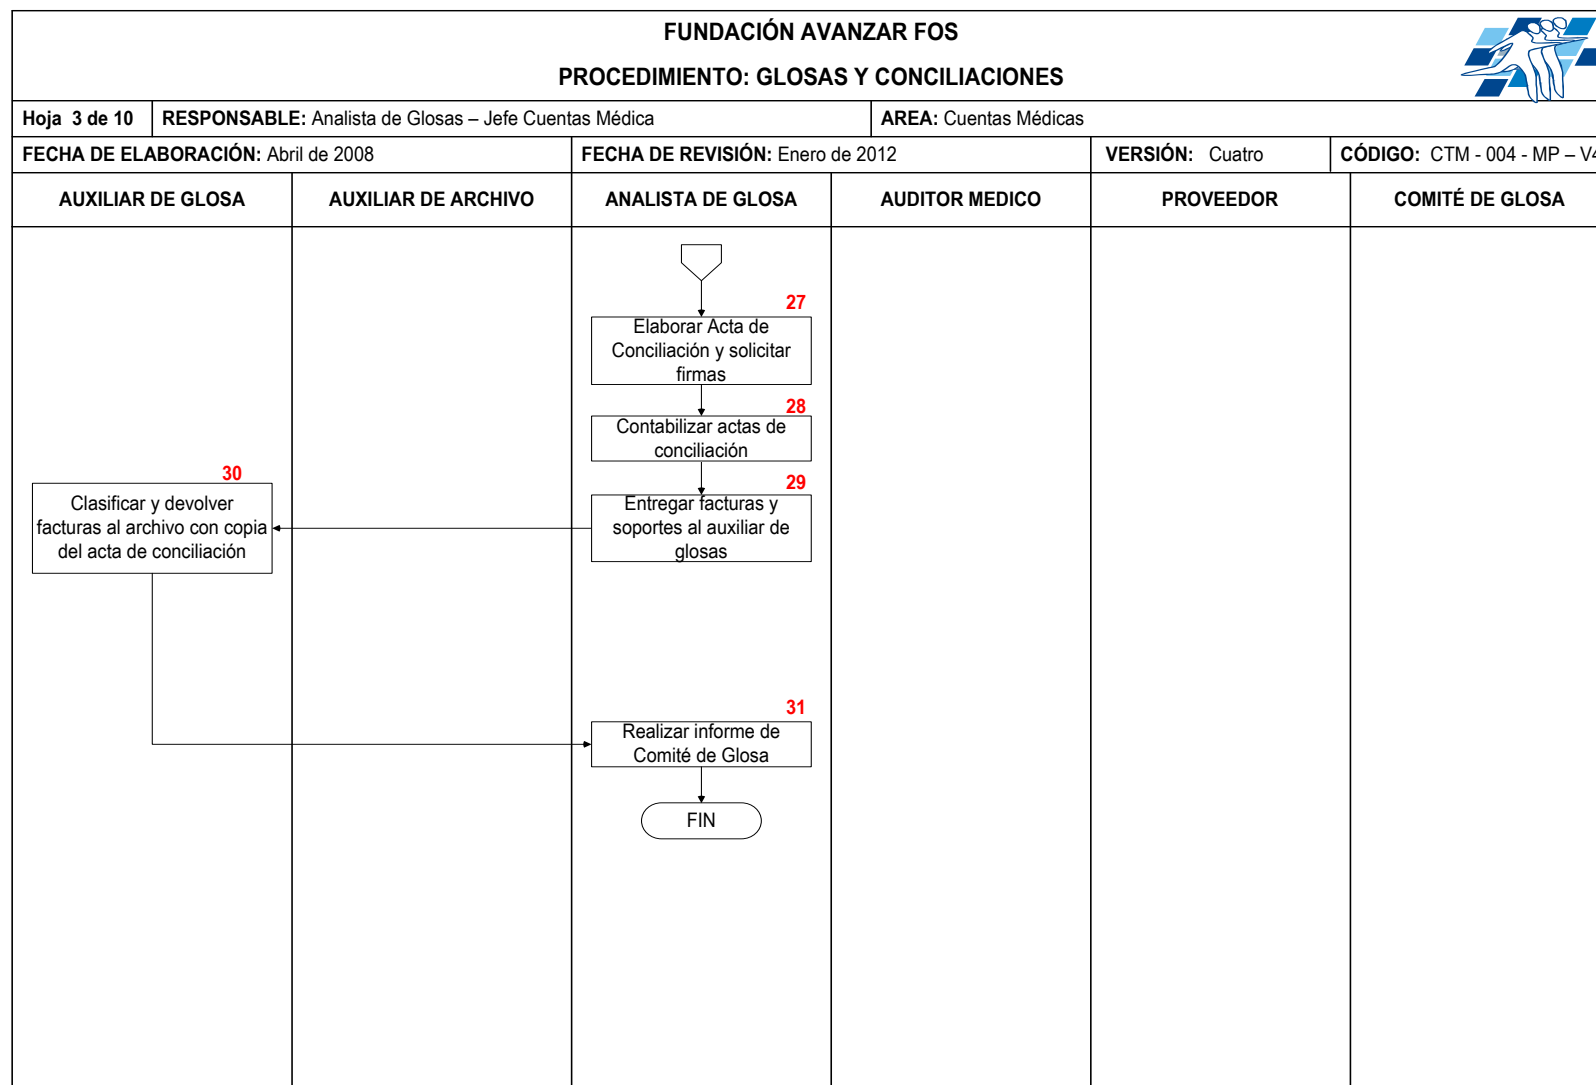 FUNDACIÓN AVANZAR FOS
PROCEDIMIENTO: GLOSAS Y CONCILIACIONES
Hoja 3 de 10 RESPONSABLE: Analista de Glosas – Jefe Cuentas Médica AREA: Cuentas Médicas
FECHA DE ELABORACIÓN: Abril de 2008 FECHA DE REVISIÓN: Enero de 2012 VERSIÓN: Cuatro CÓDIGO: CTM - 004 - MP – V4
AUXILIAR DE GLOSA AUXILIAR DE ARCHIVO ANALISTA DE GLOSA AUDITOR MEDICO PROVEEDOR COMITÉ DE GLOSA
27
Elaborar Acta de
Conciliación y solicitar
firmas
28
Contabilizar actas de
conciliación
29
Entregar facturas y
soportes al auxiliar de
glosas
30
Clasificar y devolver
facturas al archivo con copia
del acta de conciliación
31
Realizar informe de
Comité de Glosa
FIN